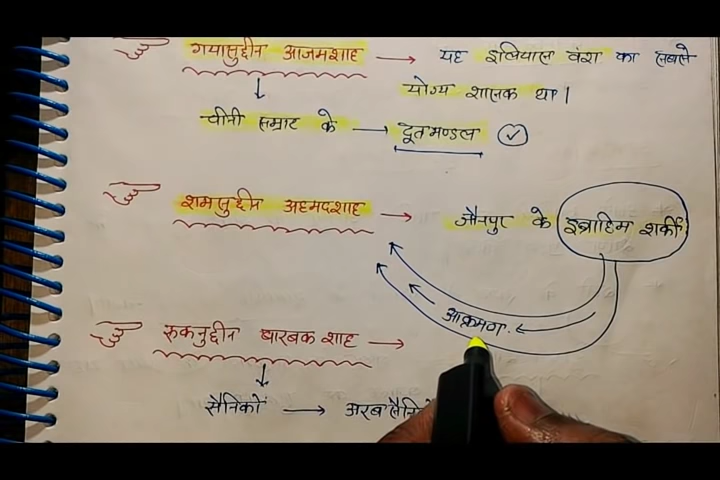 गयासुद्दीन आजमशाह → यह इलियास वंश का सबसे
योग्य शासक था।
↓
चीनी सम्राट के → दूतमण्डल ✓
शमसुद्दीन अहमदशाह → जौनपुर के इब्राहिम शर्की
आक्रमण.
रुकनुद्दीन बारबक शाह →
↓
सैनिकों → अरब